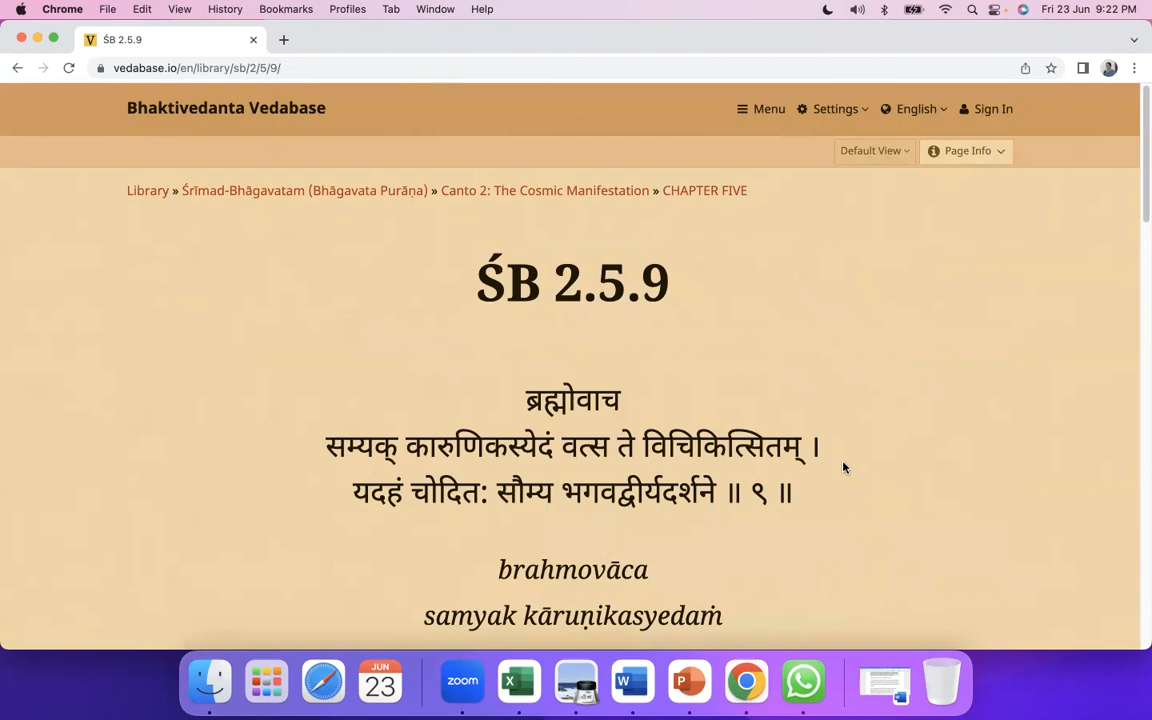 Chrome File Edit View History Bookmarks Profiles Tab Window Help Fri 23 Jun 9:22 PM
V ŚB 2.5.9
vedabase.io/en/library/sb/2/5/9/
Bhaktivedanta Vedabase Menu Settings English Sign In
Default View Page Info
Library » Śrīmad-Bhāgavatam (Bhāgavata Purāṇa) » Canto 2: The Cosmic Manifestation » CHAPTER FIVE
ŚB 2.5.9
ब्रह्मोवाच
सम्यक् कारुणिकस्येदं वत्स ते विचिकित्सितम् ।
यदहं चोदित: सौम्य भगवद्वीर्यदर्शने ॥ ९ ॥
brahmovāca
samyak kāruṇikasyedaṁ
JUN
23
zoom
X
W
P